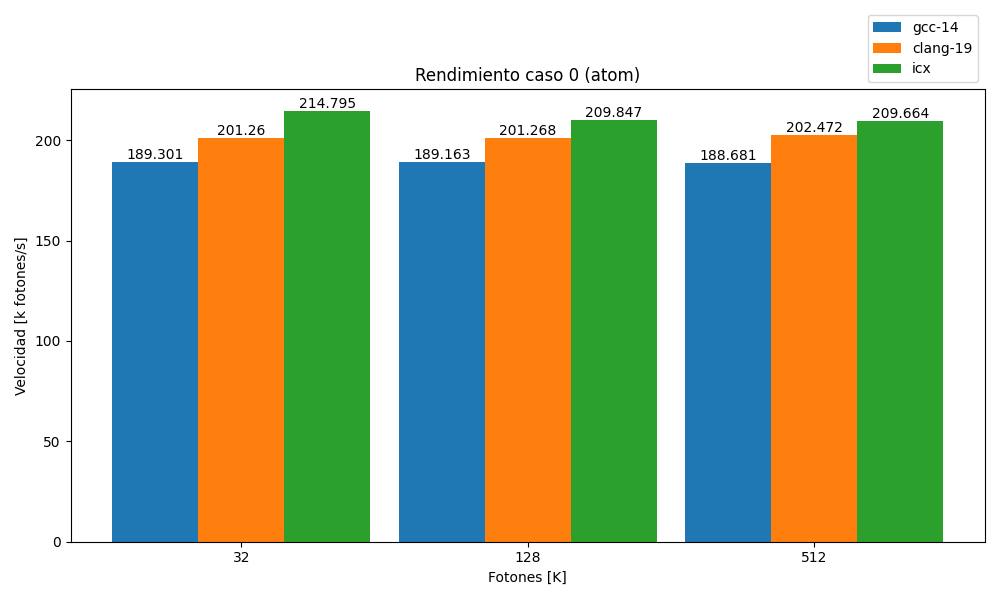 gcc-14
clang-19
icx
Rendimiento caso 0 (atom)
Velocidad [k fotones/s]
200
150
100
50
0
189.301
201.26
214.795
189.163
201.268
209.847
188.681
202.472
209.664
32
128
512
Fotones [K]